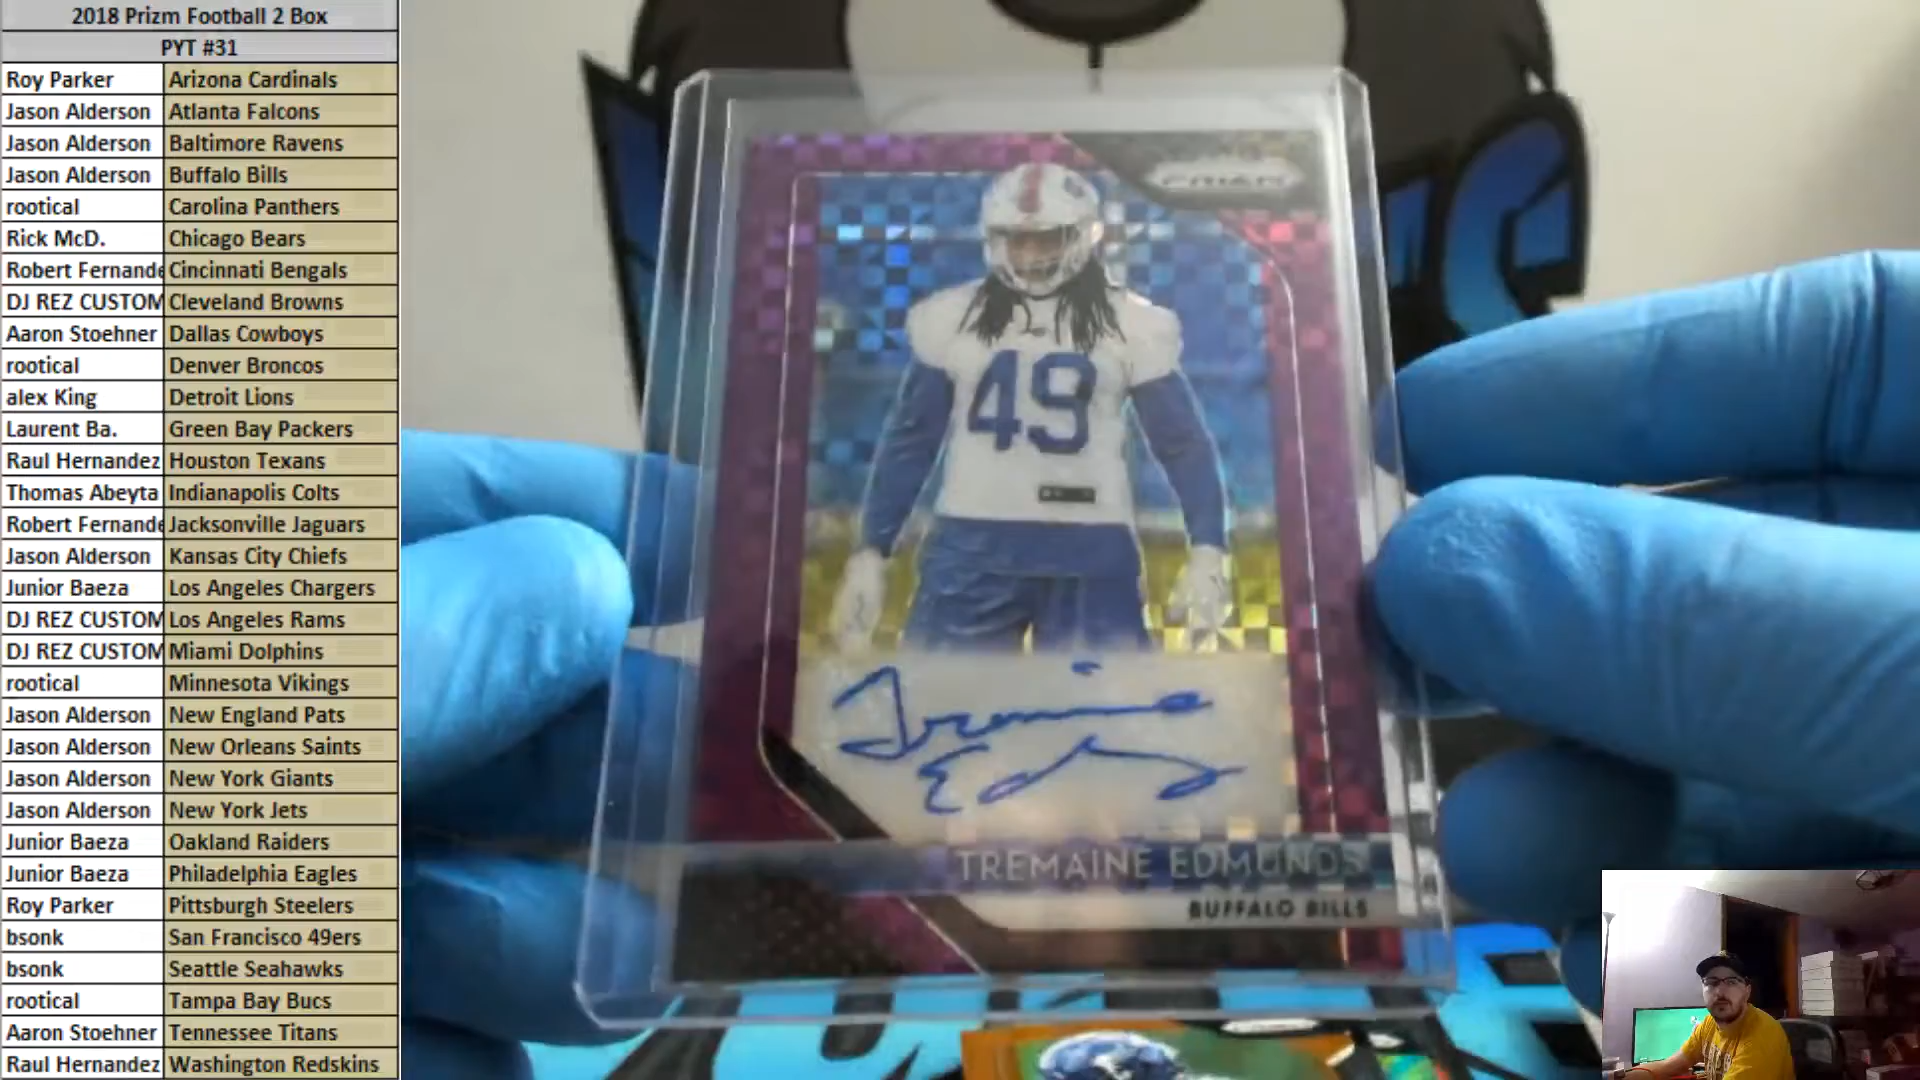 2018 Prizm Football 2 Box
PYT #31
Roy Parker Arizona Cardinals
Jason Alderson Atlanta Falcons
Jason Alderson Baltimore Ravens
Jason Alderson Buffalo Bills
rootical Carolina Panthers
Rick McD. Chicago Bears
Robert Fernande Cincinnati Bengals
DJ REZ CUSTOM Cleveland Browns
Aaron Stoehner Dallas Cowboys
rootical Denver Broncos
alex King Detroit Lions
Laurent Ba. Green Bay Packers
Raul Hernandez Houston Texans
Thomas Abeyta Indianapolis Colts
Robert Fernande Jacksonville Jaguars
Jason Alderson Kansas City Chiefs
Junior Baeza Los Angeles Chargers
DJ REZ CUSTOM Los Angeles Rams
DJ REZ CUSTOM Miami Dolphins
rootical Minnesota Vikings
Jason Alderson New England Pats
Jason Alderson New Orleans Saints
Jason Alderson New York Giants
Jason Alderson New York Jets
Junior Baeza Oakland Raiders
Junior Baeza Philadelphia Eagles
Roy Parker Pittsburgh Steelers
bsonk San Francisco 49ers
bsonk Seattle Seahawks
rootical Tampa Bay Bucs
Aaron Stoehner Tennessee Titans
Raul Hernandez Washington Redskins
PRIZM
49
Tremaine
TREMAINE EDMUNDS
BUFFALO BILLS